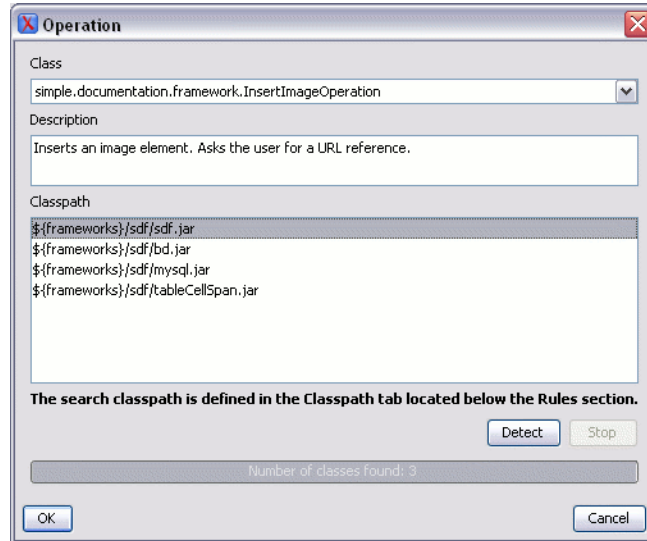 Operation
Class
simple.documentation.framework.InsertImageOperation
Description
Inserts an image element. Asks the user for a URL reference.
Classpath
${frameworks}/sdf/sdf.jar
${frameworks}/sdf/bd.jar
${frameworks}/sdf/mysql.jar
${frameworks}/sdf/tableCellSpan.jar
The search classpath is defined in the Classpath tab located below the Rules section.
Detect Stop
Number of classes found: 3
OK Cancel